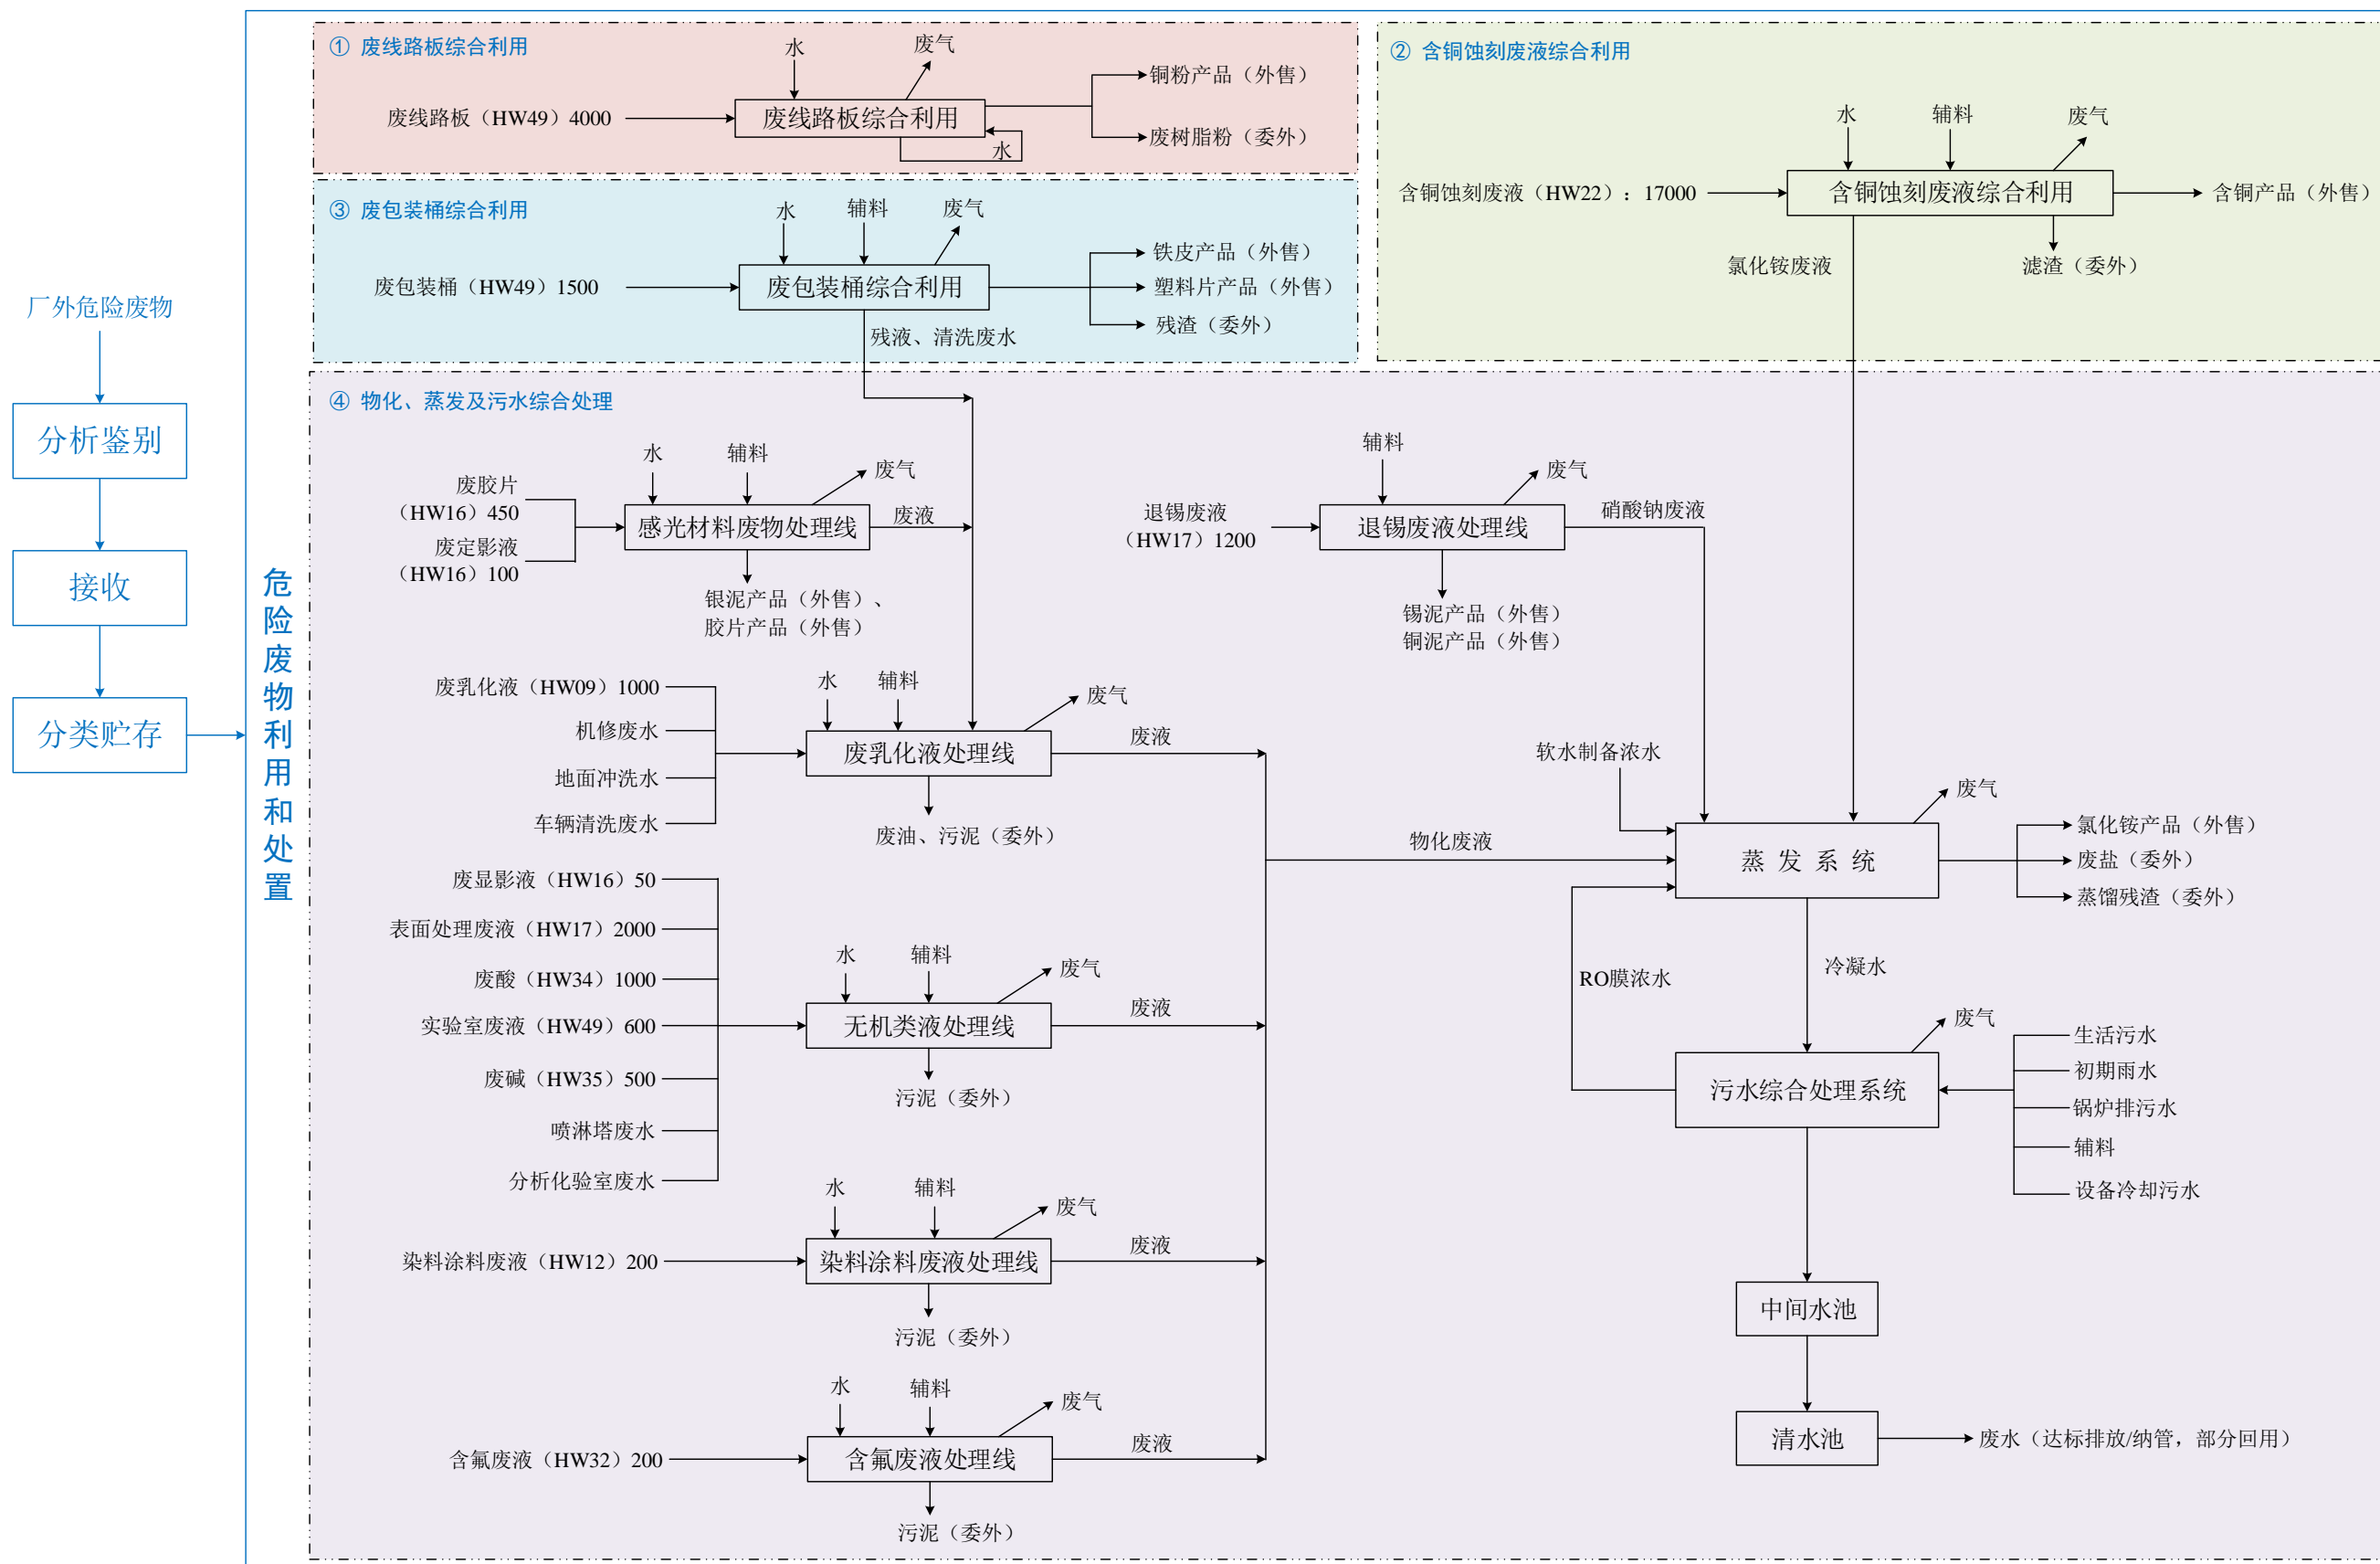 厂外危险废物
分析鉴别
接收
分类贮存
危险废物利用和处置
① 废线路板综合利用
水
废气
废线路板（HW49）4000
废线路板综合利用
水
铜粉产品（外售）
废树脂粉（委外）
② 含铜蚀刻废液综合利用
水
辅料
废气
含铜蚀刻废液（HW22）：17000
含铜蚀刻废液综合利用
含铜产品（外售）
氯化铵废液
滤渣（委外）
③ 废包装桶综合利用
水
辅料
废气
废包装桶（HW49）1500
废包装桶综合利用
铁皮产品（外售）
塑料片产品（外售）
残渣（委外）
残液、清洗废水
④ 物化、蒸发及污水综合处理
水
辅料
废气
废胶片
（HW16）450
废定影液
（HW16）100
感光材料废物处理线
废液
银泥产品（外售）、
胶片产品（外售）
辅料
废气
退锡废液
（HW17）1200
退锡废液处理线
硝酸钠废液
锡泥产品（外售）
铜泥产品（外售）
废乳化液（HW09）1000
机修废水
地面冲洗水
车辆清洗废水
水
辅料
废气
废乳化液处理线
废液
废油、污泥（委外）
废显影液（HW16）50
表面处理废液（HW17）2000
废酸（HW34）1000
实验室废液（HW49）600
废碱（HW35）500
喷淋塔废水
分析化验室废水
水
辅料
废气
无机类液处理线
废液
污泥（委外）
水
辅料
废气
染料涂料废液（HW12）200
染料涂料废液处理线
废液
污泥（委外）
水
辅料
废气
含氟废液（HW32）200
含氟废液处理线
废液
污泥（委外）
物化废液
软水制备浓水
废气
蒸发系统
氯化铵产品（外售）
废盐（委外）
蒸馏残渣（委外）
RO膜浓水
冷凝水
废气
污水综合处理系统
生活污水
初期雨水
锅炉排污水
辅料
设备冷却污水
中间水池
清水池
废水（达标排放/纳管，部分回用）